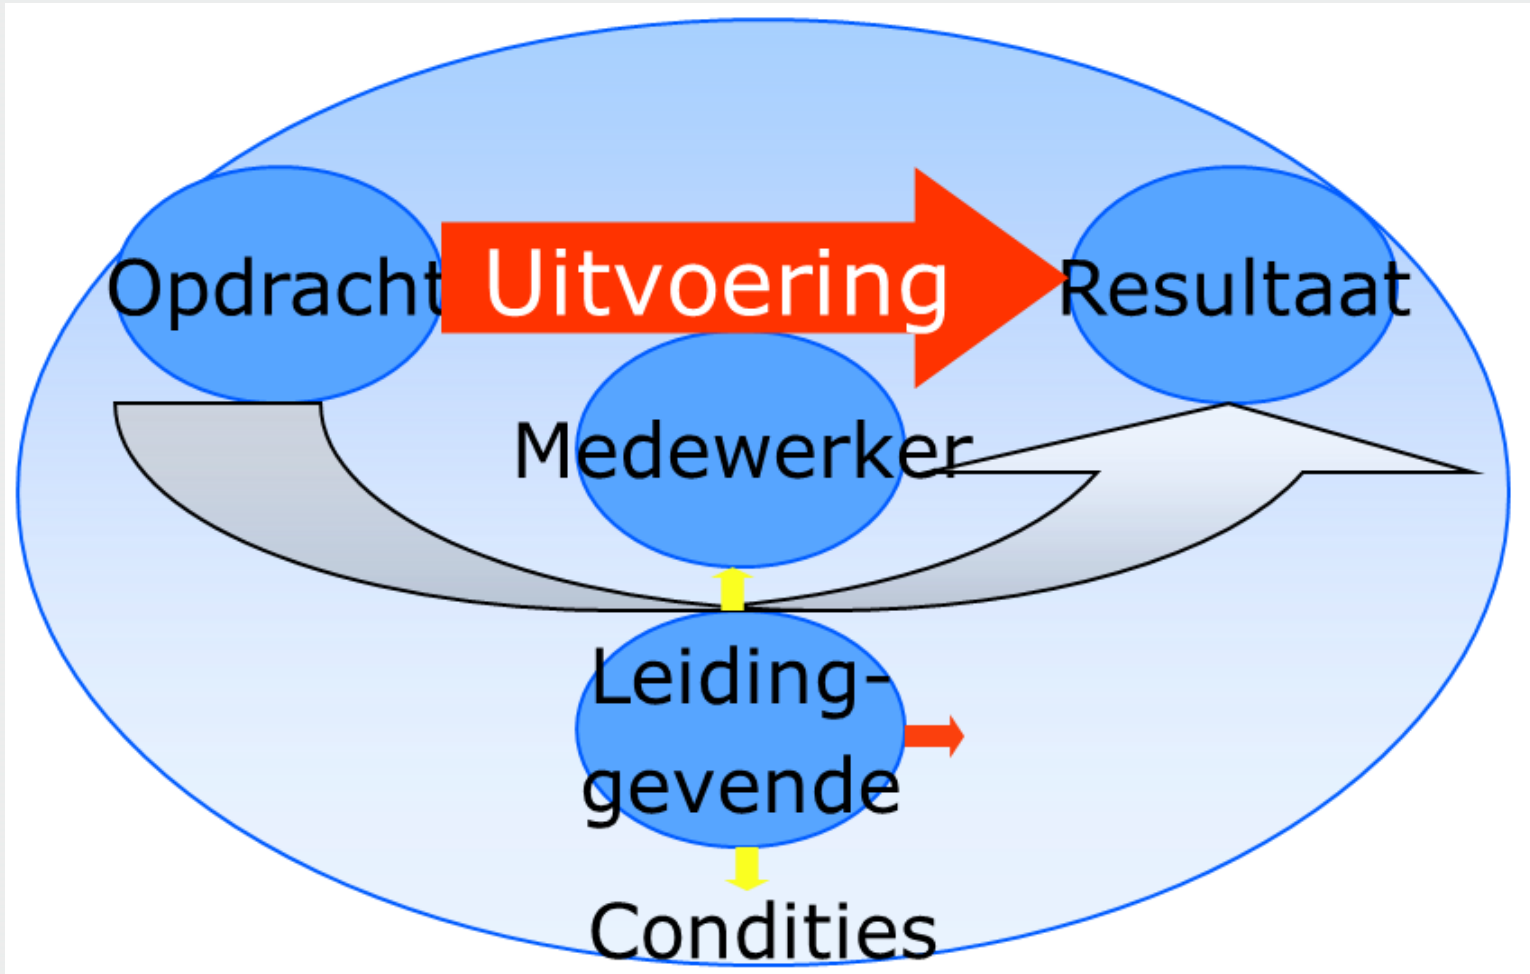 Opdracht
Uitvoering
Resultaat
Medewerker
Leiding-
gevende
Condities